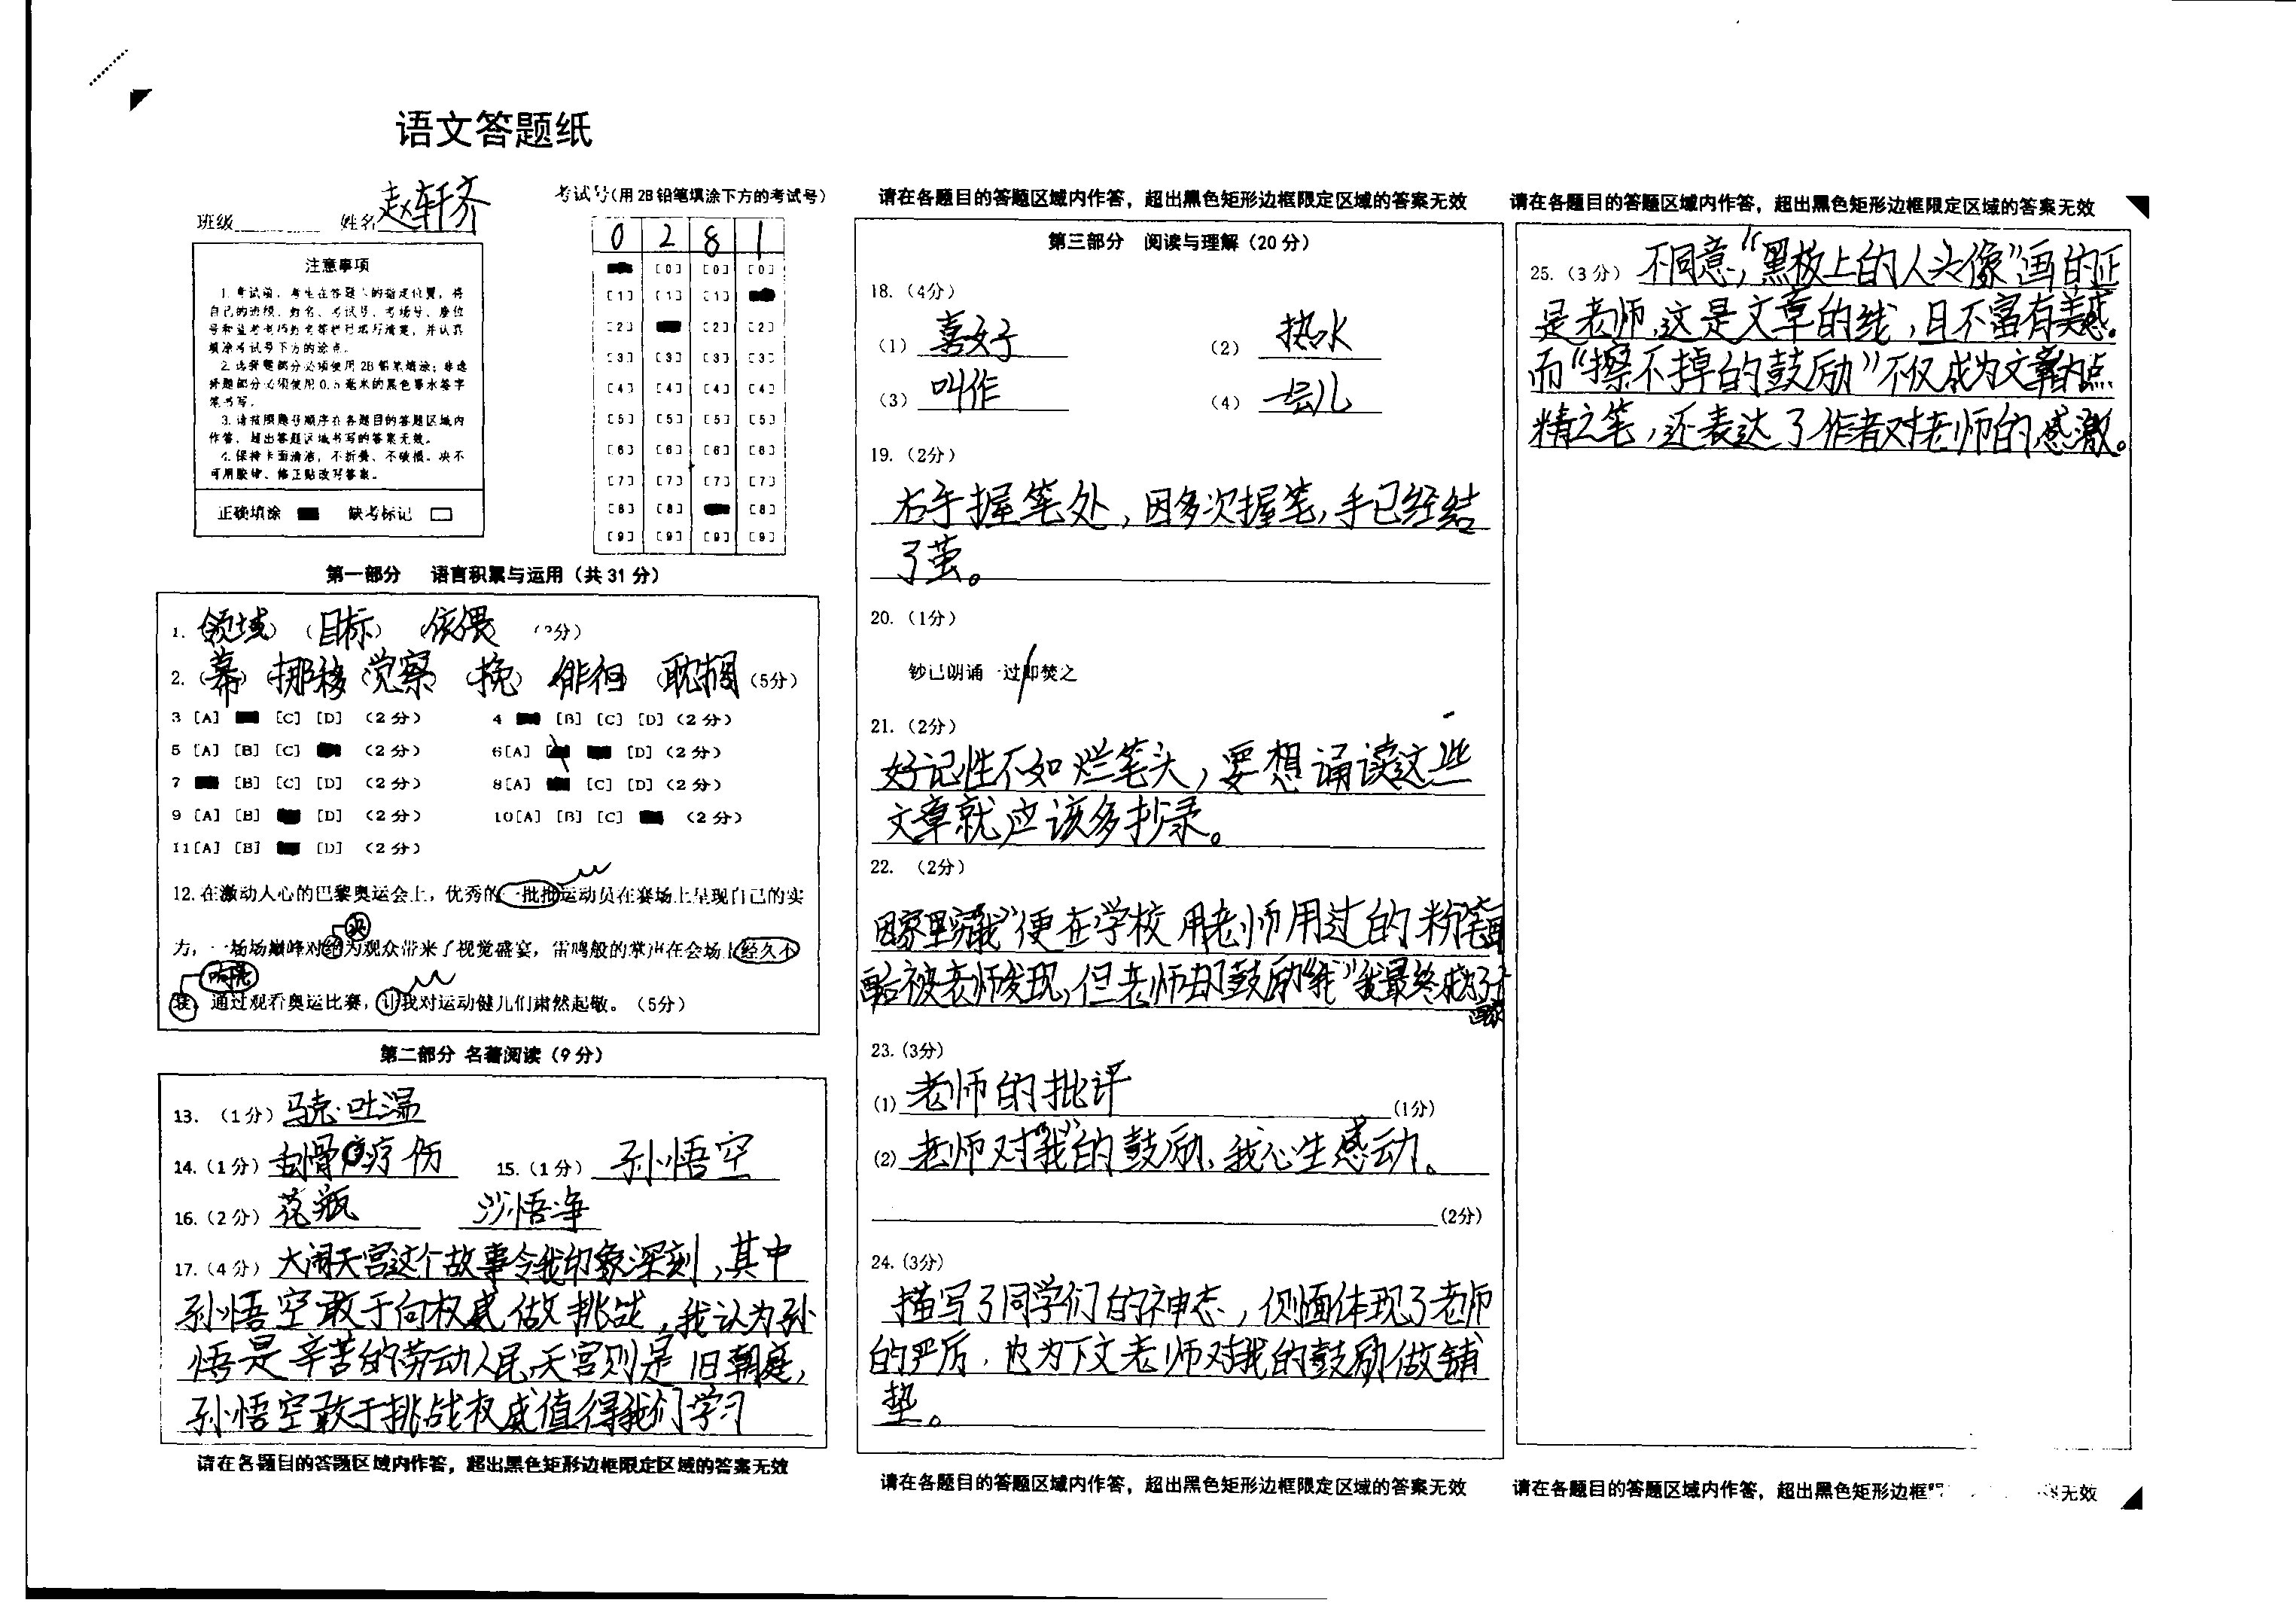 语文答题纸
班级 姓名 赵轩齐
考试号(用2B铅笔填涂下方的考试号)
0 2 8 1
注意事项
1.考试前,考生在答题卡的指定位置,将
自己的班级、姓名、考试号、考场号、座位
号和监考老师姓名等栏目填写清楚,并认真
填涂考试号下方的涂点。
2.选择题部分必须使用2B铅笔填涂;非选
择题部分必须使用0.5毫米的黑色墨水签字
笔书写。
3.请按照题号顺序在各题目的答题区域内
作答,超出答题区域书写的答案无效。
4.保持卡面清洁,不折叠、不破损。决不
可用胶带、修正贴改写答案。
正确填涂 缺考标记
[0] [0] [0]
[1] [1] [1]
[2] [2] [2]
[3] [3] [3] [3]
[4] [4] [4] [4]
[5] [5] [5] [5]
[6] [6] [6] [6]
[7] [7] [7] [7]
[8] [8] [8]
[9] [9] [9] [9]
第一部分 语言积累与运用(共31分)
1. 领域 (目标) 依偎
2. (幕) 挪移 觉察 挽 徘徊 耽搁 (5分)
3 [A] [C] [D] (2分) 4 [B] [C] [D] (2分)
5 [A] [B] [C] (2分) 6[A] [D] (2分)
7 [B] [C] [D] (2分) 8[A] [C] [D] (2分)
9 [A] [B] [D] (2分) 10[A] [B] [C] (2分)
11[A] [B] [D] (2分)
12.在激动人心的巴黎奥运会上,优秀的一批批运动员在赛场上呈现自己的实
力,一场场巅峰对给为观众带来了视觉盛宴,雷鸣般的掌声在会场上经久不
决
衰,通过观看奥运比赛,让我对运动健儿们肃然起敬。(5分)
响亮
第二部分 名著阅读(9分)
13. (1分) 马克·吐温
14.(1分) 刮骨疗伤 15.(1分) 孙悟空
16.(2分) 花瓶 沙悟净
17.(4分) 大闹天宫这个故事令我印象深刻,其中
孙悟空敢于向权威做挑战,我认为孙
悟是辛苦的劳动人民,天宫则是旧朝庭,
孙悟空敢于挑战权威值得我们学习
请在各题目的答题区域内作答,超出黑色矩形边框限定区域的答案无效
请在各题目的答题区域内作答,超出黑色矩形边框限定区域的答案无效
第三部分 阅读与理解(20分)
18.(4分)
(1) 喜好 (2) 热水
(3) 叫作 (4) 一会儿
19.(2分)
右手握笔处,因多次握笔,手已经结
了茧。
20.(1分)
钞已朗诵一过/即焚之
21.(2分)
好记性不如烂笔头,要想诵读这些
文章就应该多抄录。
22. (2分)
因家里穷“我”便在学校用老师用过的粉笔画
画后被老师发现,但老师却鼓励“我”我最终成为了
画家
23.(3分)
(1) 老师的批评 (1分)
(2) 老师对“我”的鼓励,我心生感动。
(2分)
24.(3分)
描写了同学们的神态,侧面体现了老师
的严厉,也为下文老师对我的鼓励做铺
垫。
请在各题目的答题区域内作答,超出黑色矩形边框限定区域的答案无效
请在各题目的答题区域内作答,超出黑色矩形边框限定区域的答案无效
25.(3分) 不同意,“黑板上的人头像”画的正
是老师,这是文章的线,且不富有美感。
而“擦不掉的鼓励”不仅成为文章的点
精之笔,还表达了作者对老师的感激。
请在各题目的答题区域内作答,超出黑色矩形边框 无效